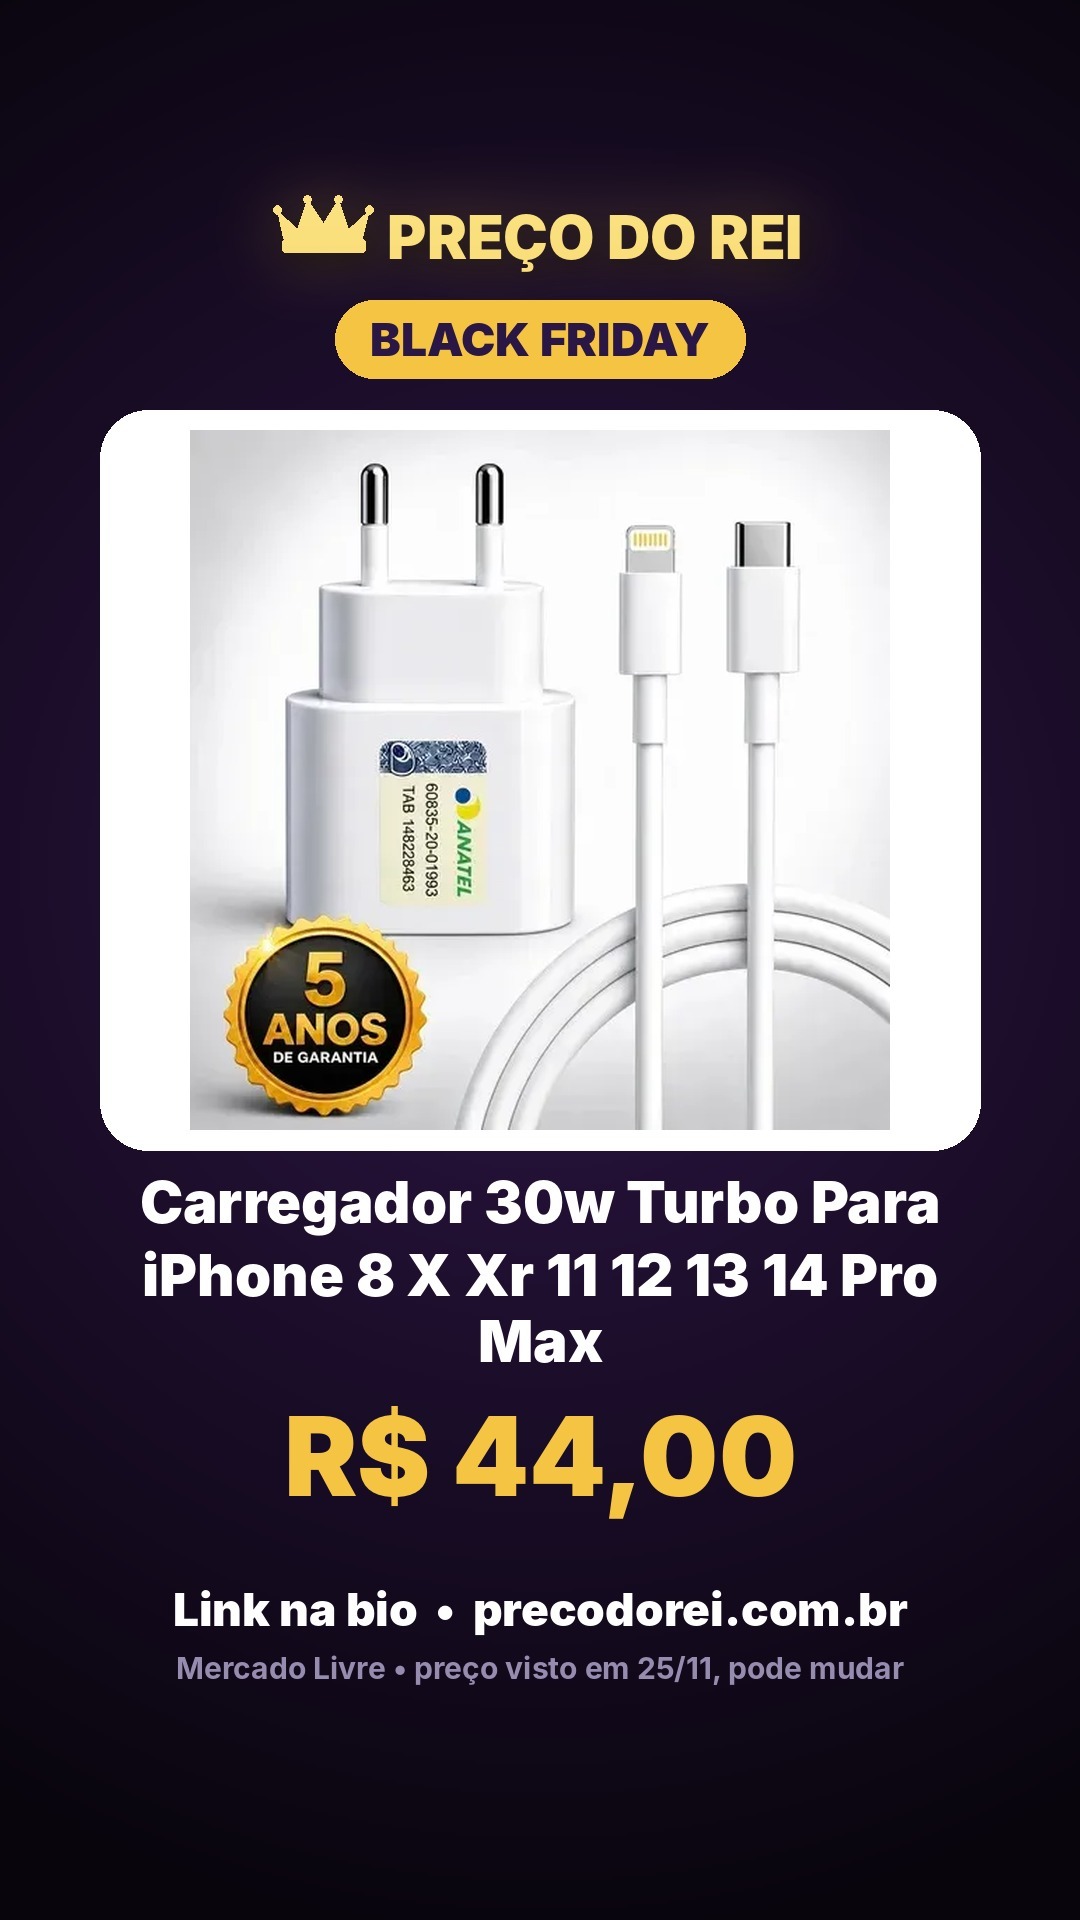 PREÇO DO REI
BLACK FRIDAY
ANATEL
60835-20-01993
TAB 148228463
5
ANOS
DE GARANTIA
Carregador 30w Turbo Para
iPhone 8 X Xr 11 12 13 14 Pro
Max
R$ 44,00
Link na bio • precodorei.com.br
Mercado Livre • preço visto em 25/11, pode mudar